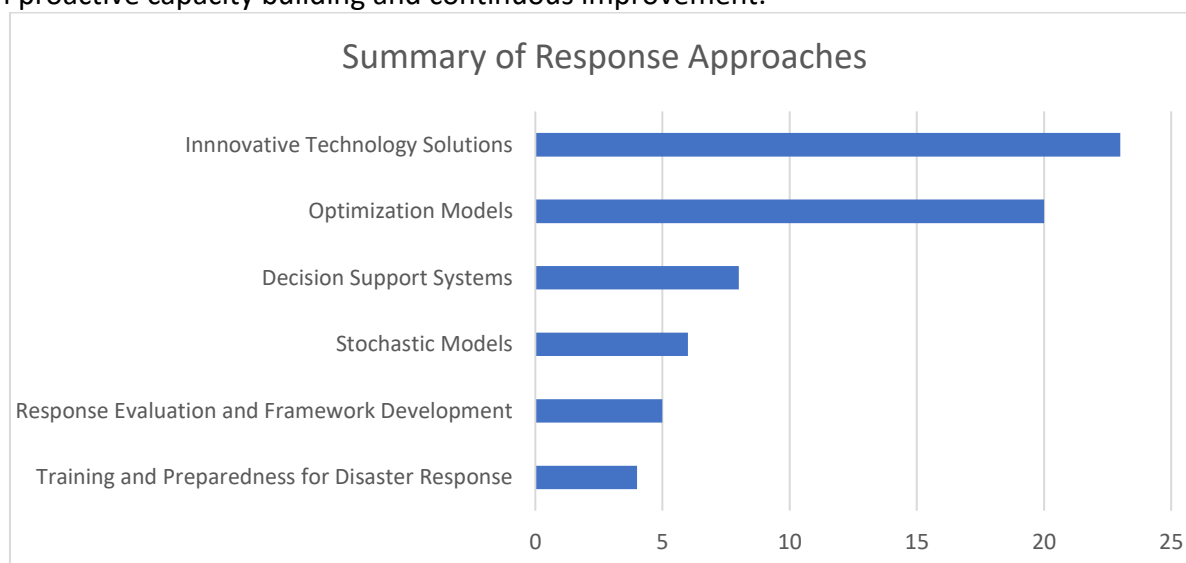 proactive capacity building and continuous improvement.
Summary of Response Approaches
Innnovative Technology Solutions
Optimization Models
Decision Support Systems
Stochastic Models
Response Evaluation and Framework Development
Training and Preparedness for Disaster Response
0 5 10 15 20 25